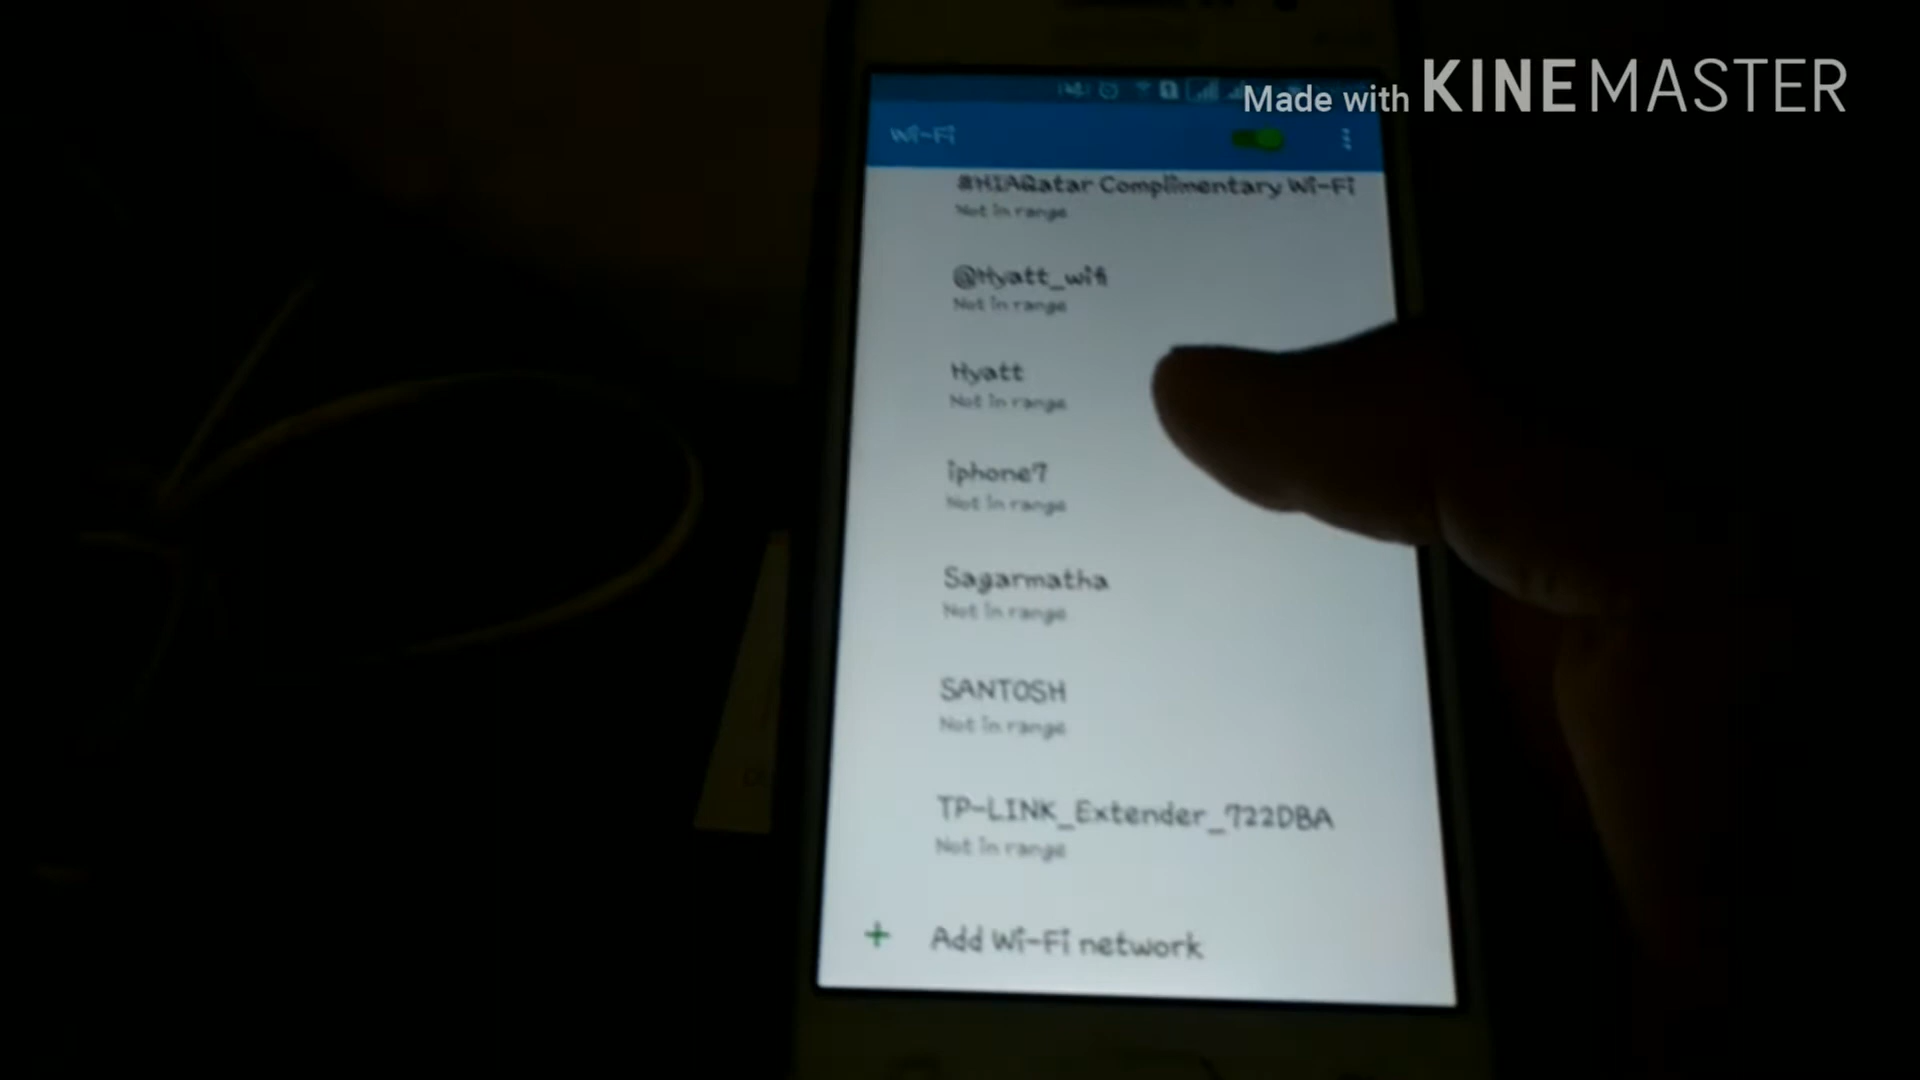 Made with KINEMASTER
Wi-Fi
#HIAQatar Complimentary Wi-Fi
Not in range
@Hyatt_wifi
Not in range
Hyatt
Not in range
iphone7
Not in range
Sagarmatha
Not in range
SANTOSH
Not in range
TP-LINK_Extender_722DBA
Not in range
+ Add Wi-Fi network